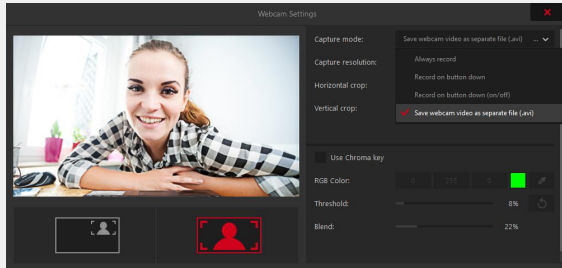 Webcam Settings
Capture mode: Save webcam video as separate file (.avi) ...
Always record
Capture resolution:
Record on button down
Horizontal crop:
Record on button down (on/off)
Vertical crop:
Save webcam video as separate file (.avi)
Use Chroma key
RGB Color: 0 255 0
Threshold: 8%
Blend: 22%